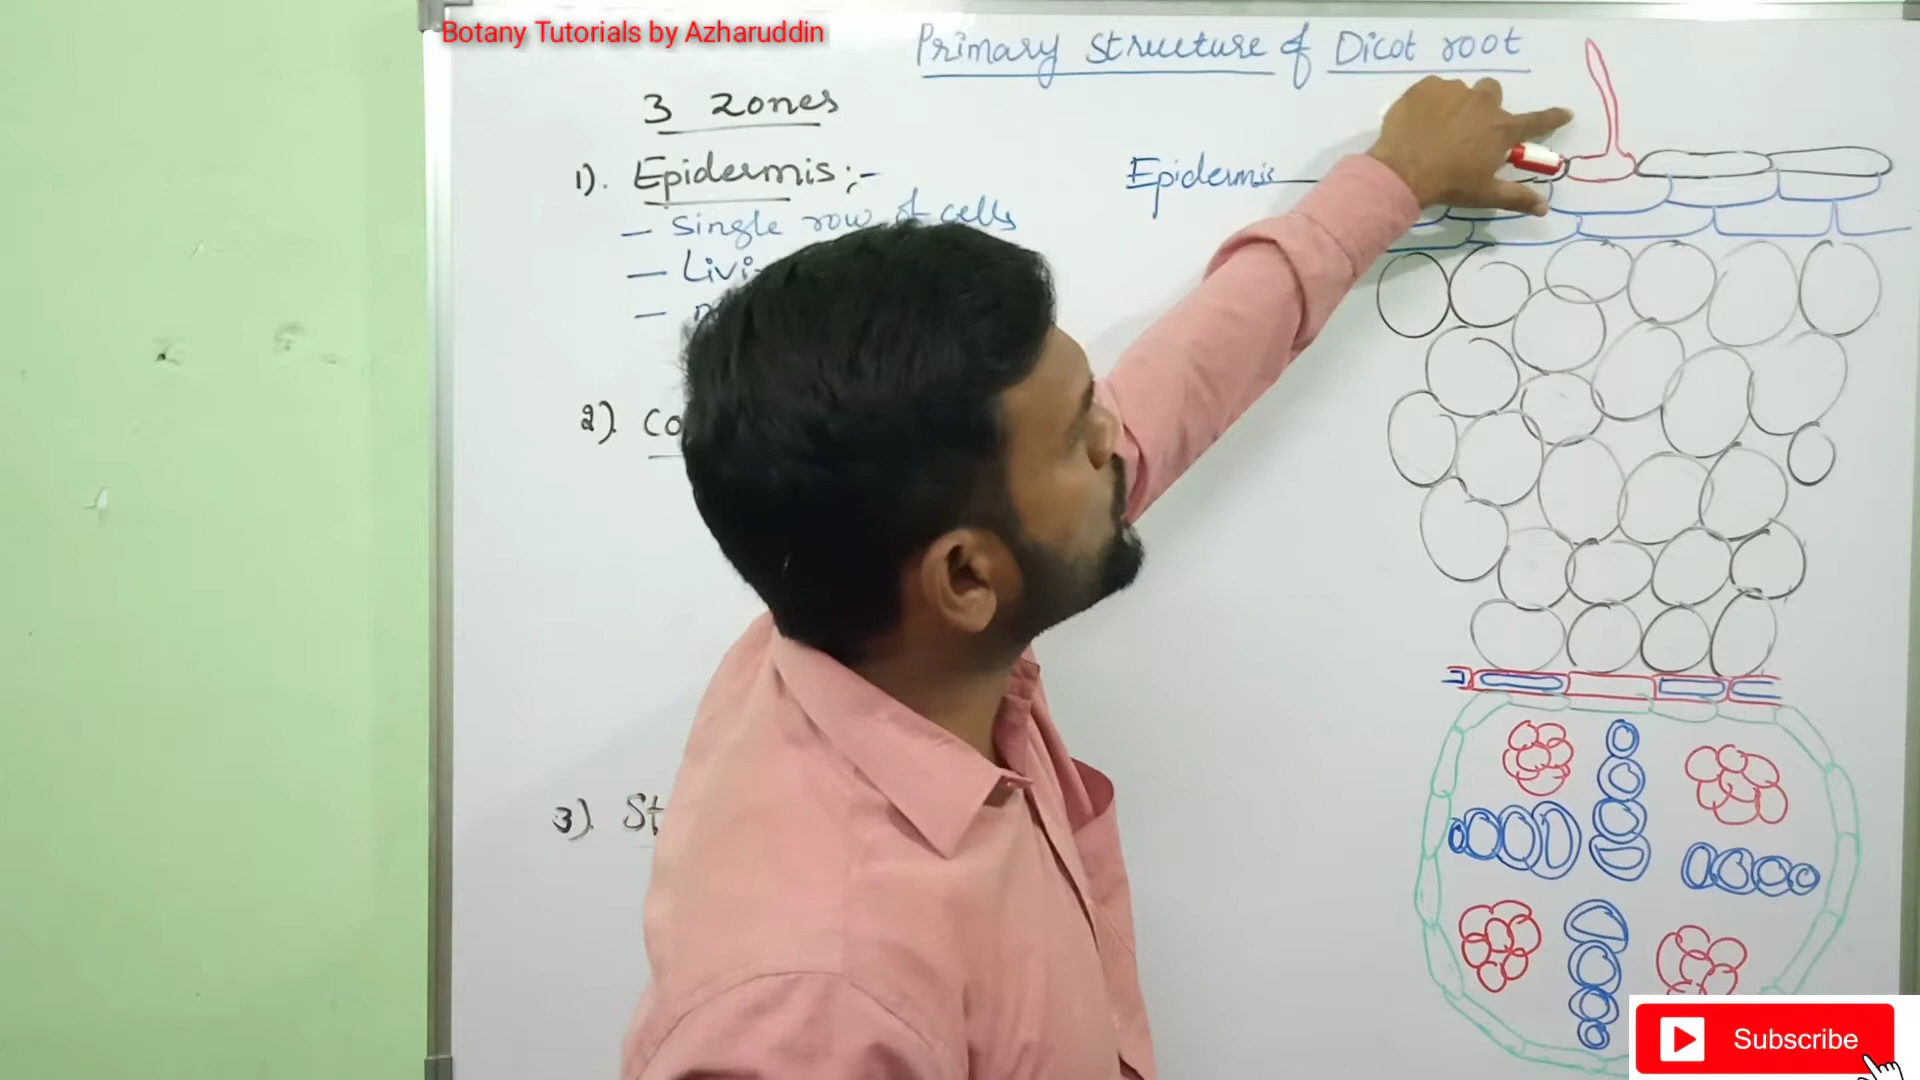 Botany Tutorials by Azharuddin
Primary structure of Dicot root
3 zones
1). Epidermis:-
— single row of cells
— Livi
—
2). Co
3). St
Epidermis
Subscribe